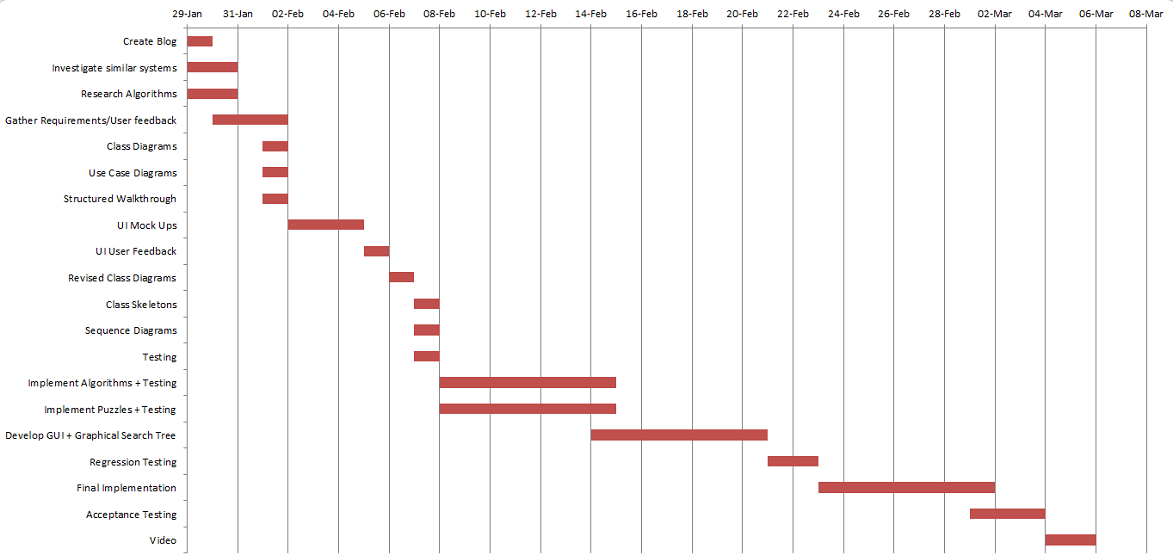 29-Jan 31-Jan 02-Feb 04-Feb 06-Feb 08-Feb 10-Feb 12-Feb 14-Feb 16-Feb 18-Feb 20-Feb 22-Feb 24-Feb 26-Feb 28-Feb 02-Mar 04-Mar 06-Mar 08-Mar
Create Blog
Investigate similar systems
Research Algorithms
Gather Requirements/User feedback
Class Diagrams
Use Case Diagrams
Structured Walkthrough
UI Mock Ups
UI User Feedback
Revised Class Diagrams
Class Skeletons
Sequence Diagrams
Testing
Implement Algorithms + Testing
Implement Puzzles + Testing
Develop GUI + Graphical Search Tree
Regression Testing
Final Implementation
Acceptance Testing
Video